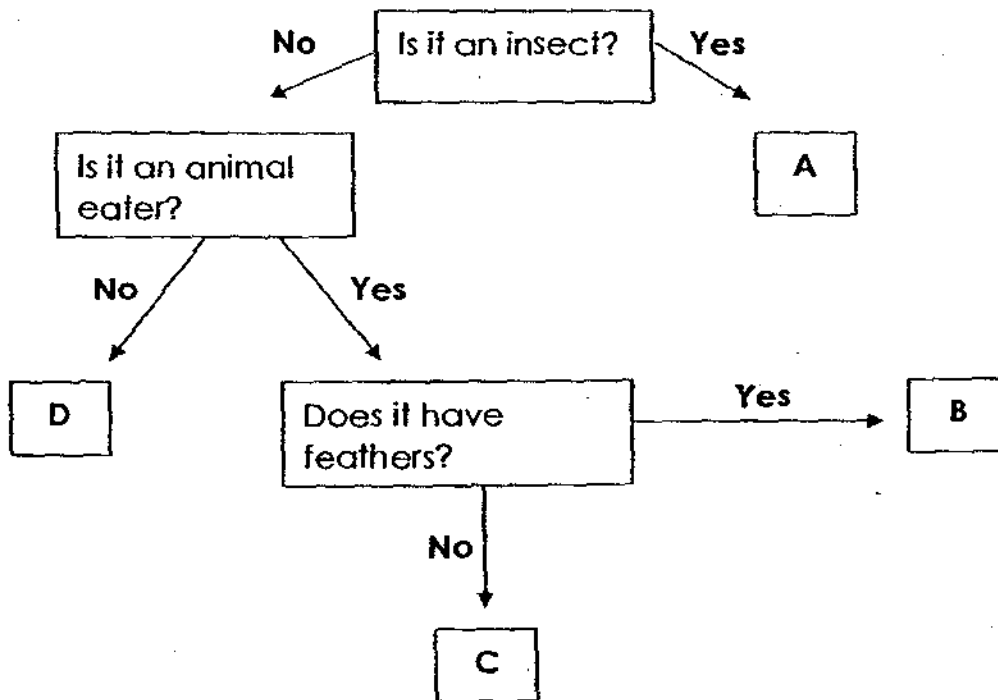 No
Is it an insect?
Yes
Is it an animal
eater?
A
No
Yes
D
Does it have
feathers?
Yes
B
No
C